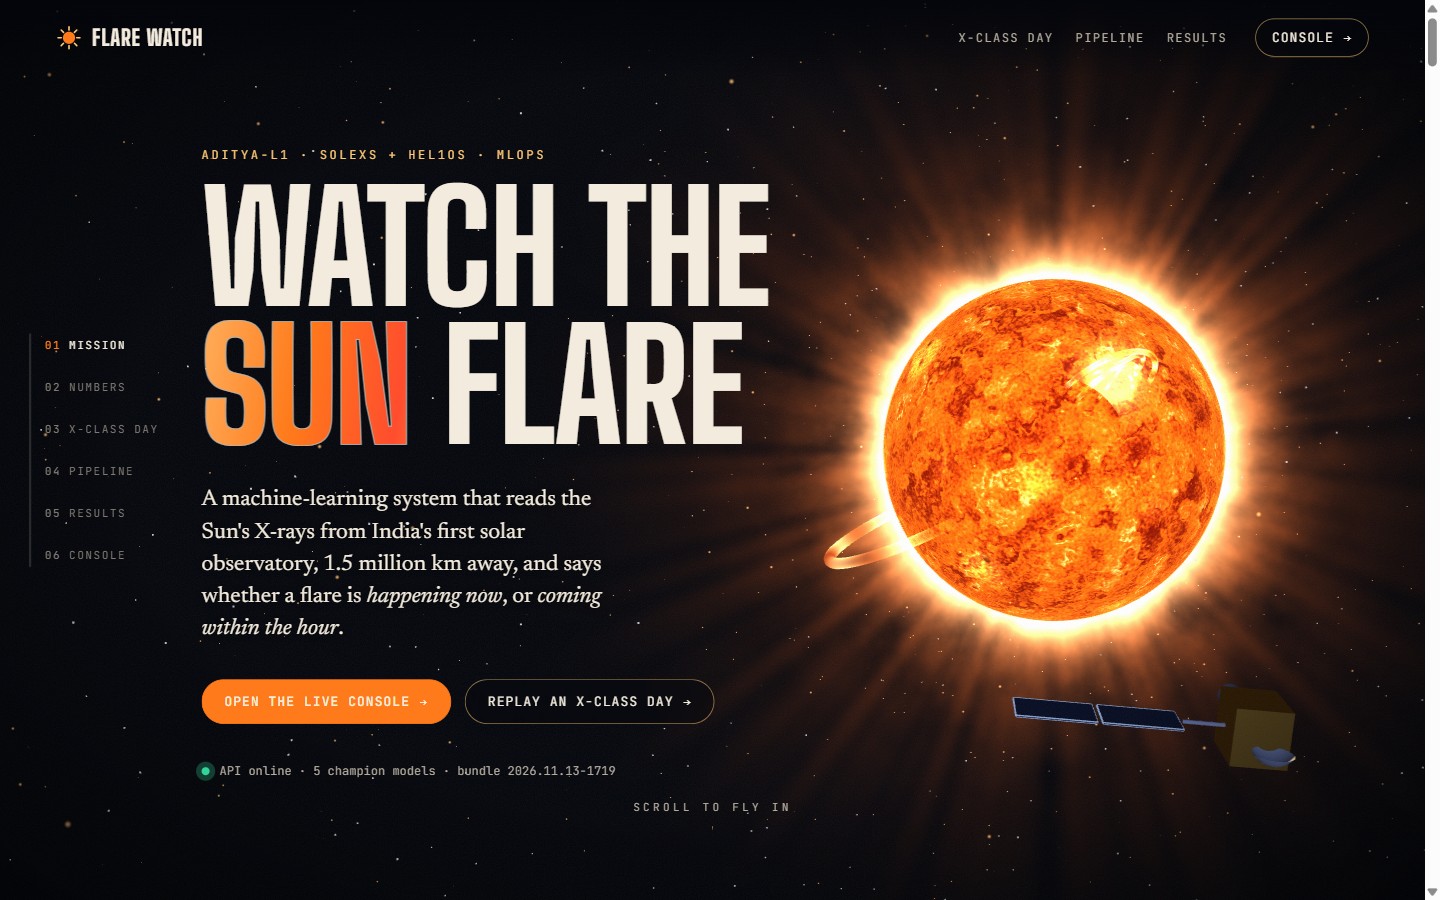 FLARE WATCH
X-CLASS DAY
PIPELINE
RESULTS
CONSOLE →
ADITYA-L1 · SOLEXS + HEL1OS · MLOPS
WATCH THE
SUN FLARE
01 MISSION
02 NUMBERS
03 X-CLASS DAY
04 PIPELINE
05 RESULTS
06 CONSOLE
A machine-learning system that reads the
Sun's X-rays from India's first solar
observatory, 1.5 million km away, and says
whether a flare is happening now, or coming
within the hour.
OPEN THE LIVE CONSOLE →
REPLAY AN X-CLASS DAY →
API online · 5 champion models · bundle 2026.11.13-1719
SCROLL TO FLY IN